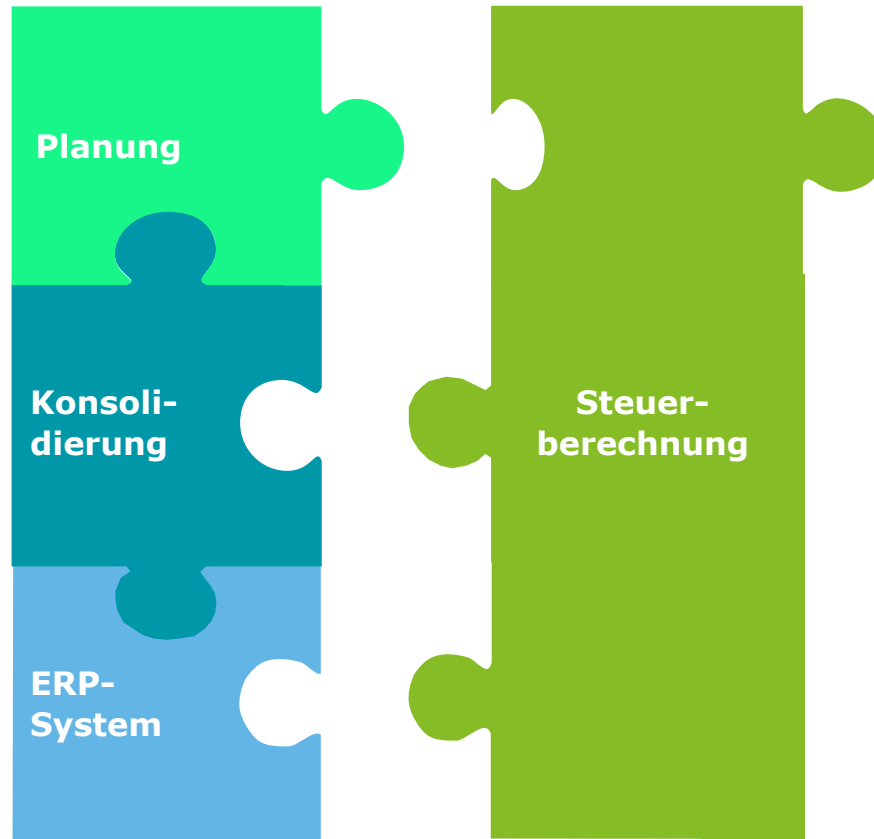 Planung
Konsoli-
dierung
Steuer-
berechnung
ERP-
System